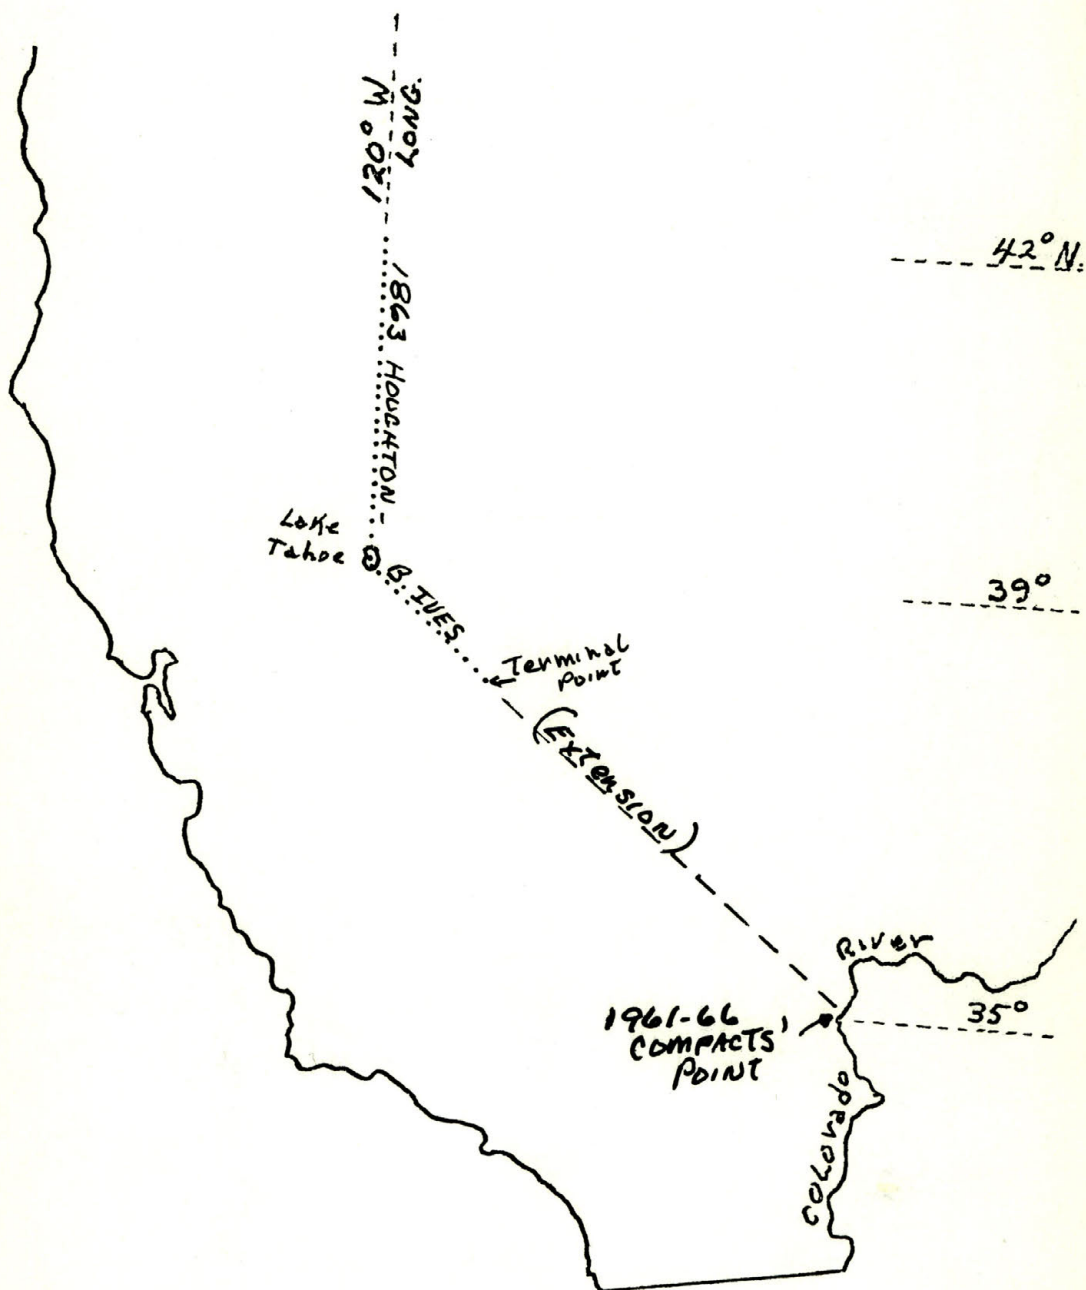 LONG.
120° W
42° N.
1863 HOUGHTON-
Lake
Tahoe
B. IVES
39°
Terminal
Point
(EXTENSION)
River
1961-66
COMPACTS'
POINT
35°
COLORADO